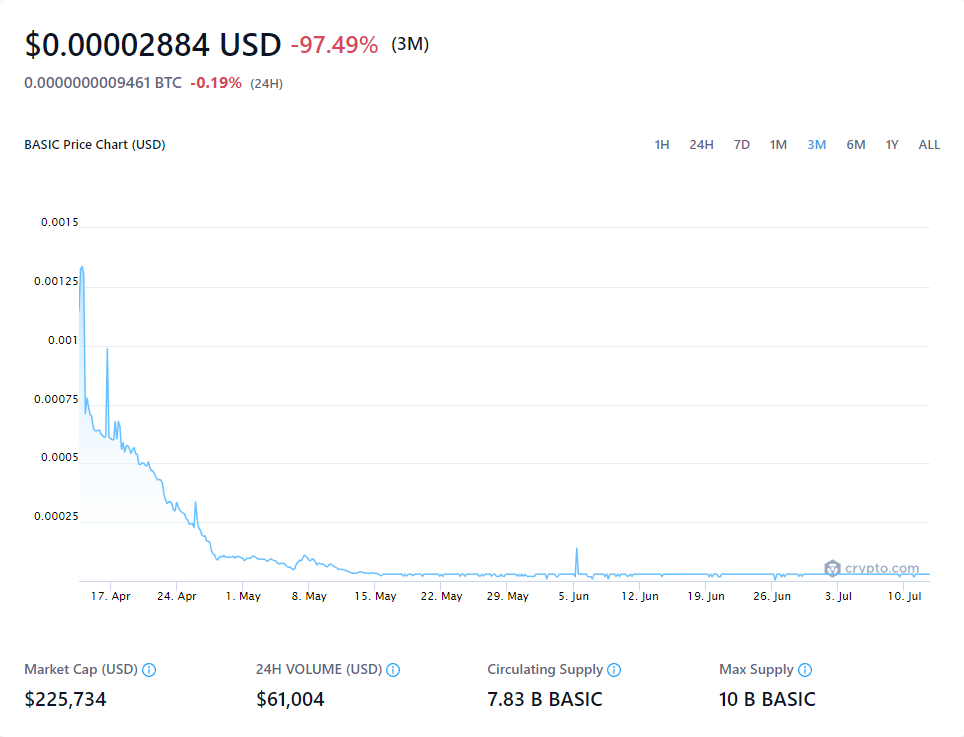 $0.00002884 USD -97.49% (3M)
0.0000000009461 BTC -0.19% (24H)
BASIC Price Chart (USD) 1H 24H 7D 1M 3M 6M 1Y ALL
0.0015
0.00125
0.001
0.00075
0.0005
0.00025
crypto.com
17. Apr 24. Apr 1. May 8. May 15. May 22. May 29. May 5. Jun 12. Jun 19. Jun 26. Jun 3. Jul 10. Jul
Market Cap (USD) 24H VOLUME (USD) Circulating Supply Max Supply
$225,734 $61,004 7.83 B BASIC 10 B BASIC